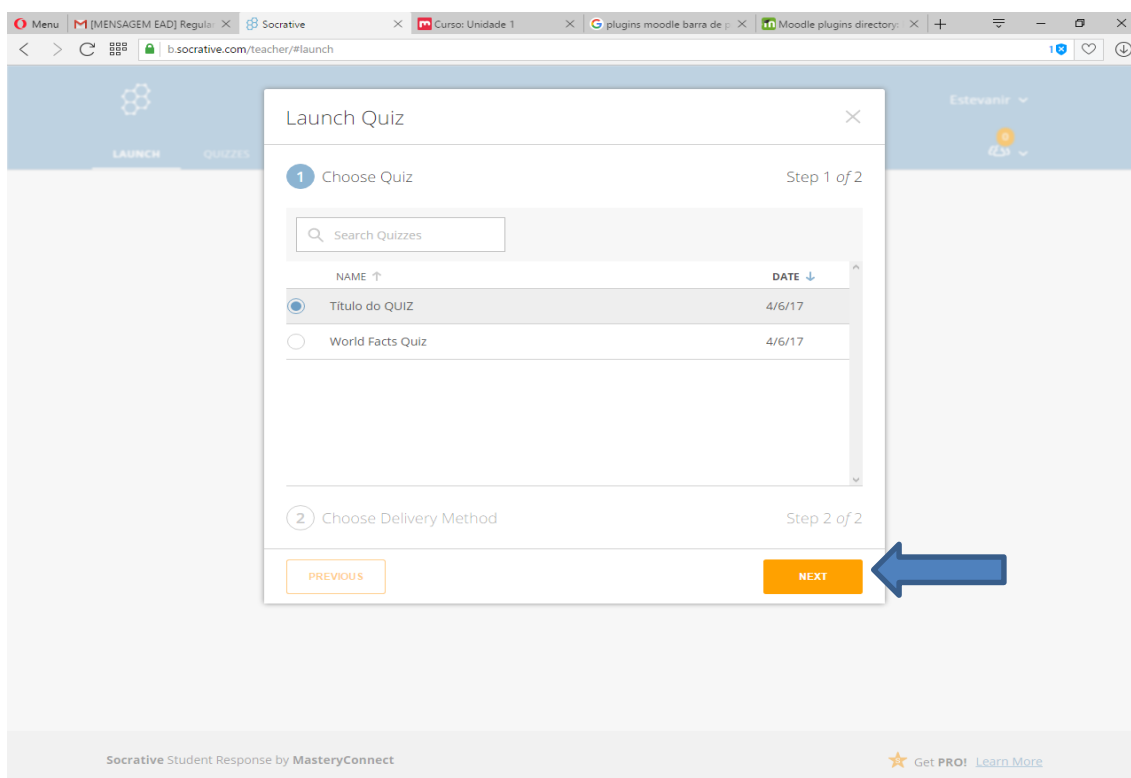 Menu [MENSAGEM EAD] Regular Socrative Curso: Unidade 1 plugins moodle barra de p Moodle plugins directory:
b.socrative.com/teacher/#launch 1
Estevanir
LAUNCH QUIZZES 0
Launch Quiz
1 Choose Quiz Step 1 of 2
Search Quizzes
NAME DATE
Título do QUIZ 4/6/17
World Facts Quiz 4/6/17
2 Choose Delivery Method Step 2 of 2
PREVIOUS NEXT
Socrative Student Response by MasteryConnect Get PRO! Learn More